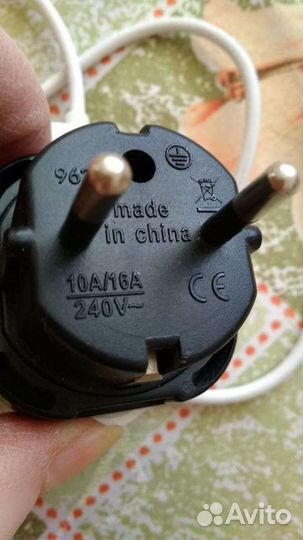 made
in china
10A/16A
240V~
CE
Avito